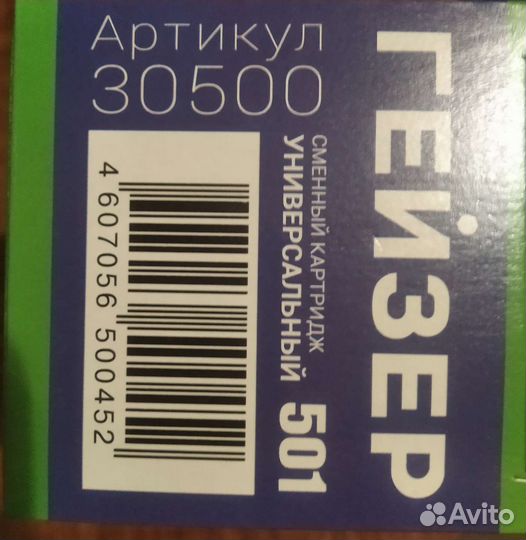 Артикул
30500
ГЕЙЗЕР
СМЕННЫЙ КАРТРИДЖ
УНИВЕРСАЛЬНЫЙ 501
4 607056 500452
Avito